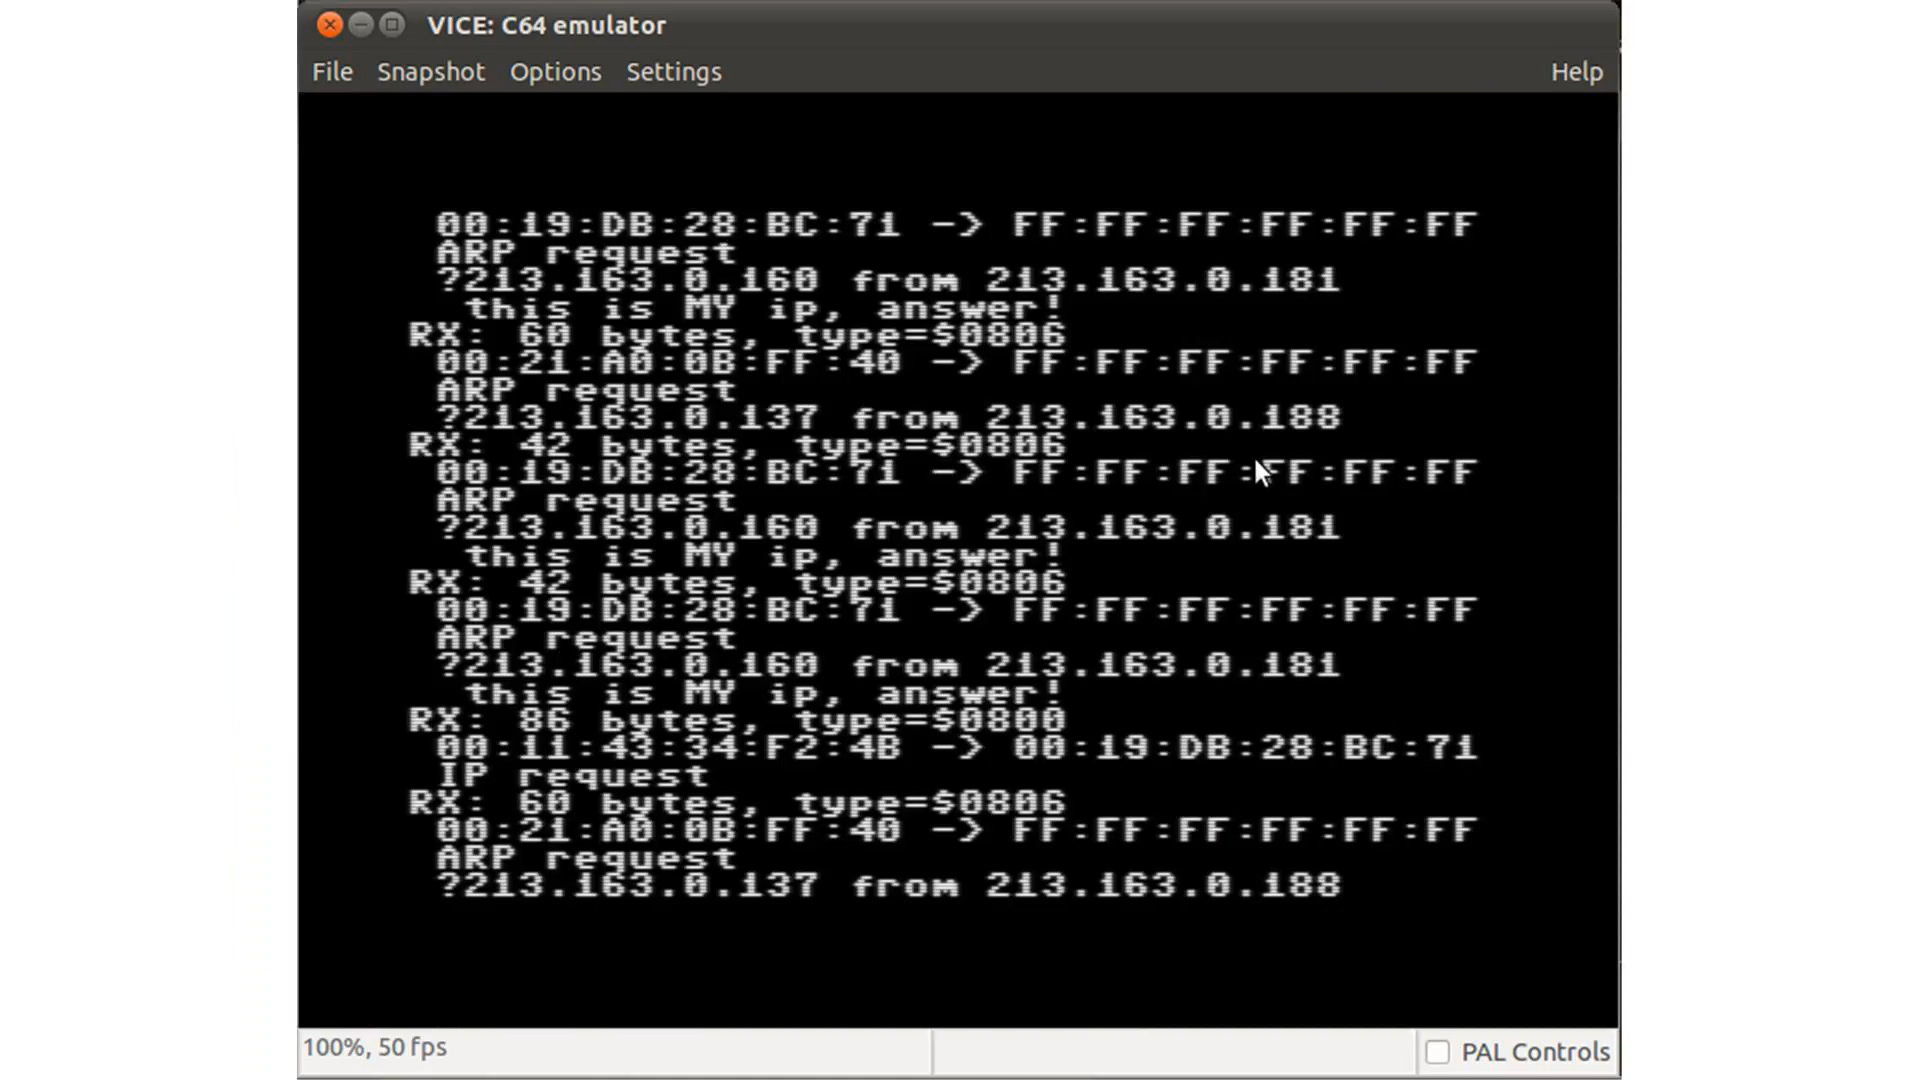 VICE: C64 emulator
File Snapshot Options Settings Help
00:19:DB:28:BC:71 -> FF:FF:FF:FF:FF:FF
ARP request
?213.163.0.160 from 213.163.0.181
this is MY ip, answer!
RX: 60 bytes, type=$0806
00:21:A0:0B:FF:40 -> FF:FF:FF:FF:FF:FF
ARP request
?213.163.0.137 from 213.163.0.188
RX: 42 bytes, type=$0806
00:19:DB:28:BC:71 -> FF:FF:FF:FF:FF:FF
ARP request
?213.163.0.160 from 213.163.0.181
this is MY ip, answer!
RX: 42 bytes, type=$0806
00:19:DB:28:BC:71 -> FF:FF:FF:FF:FF:FF
ARP request
?213.163.0.160 from 213.163.0.181
this is MY ip, answer!
RX: 86 bytes, type=$0800
00:11:43:34:F2:4B -> 00:19:DB:28:BC:71
IP request
RX: 60 bytes, type=$0806
00:21:A0:0B:FF:40 -> FF:FF:FF:FF:FF:FF
ARP request
?213.163.0.137 from 213.163.0.188
100%, 50 fps
PAL Controls